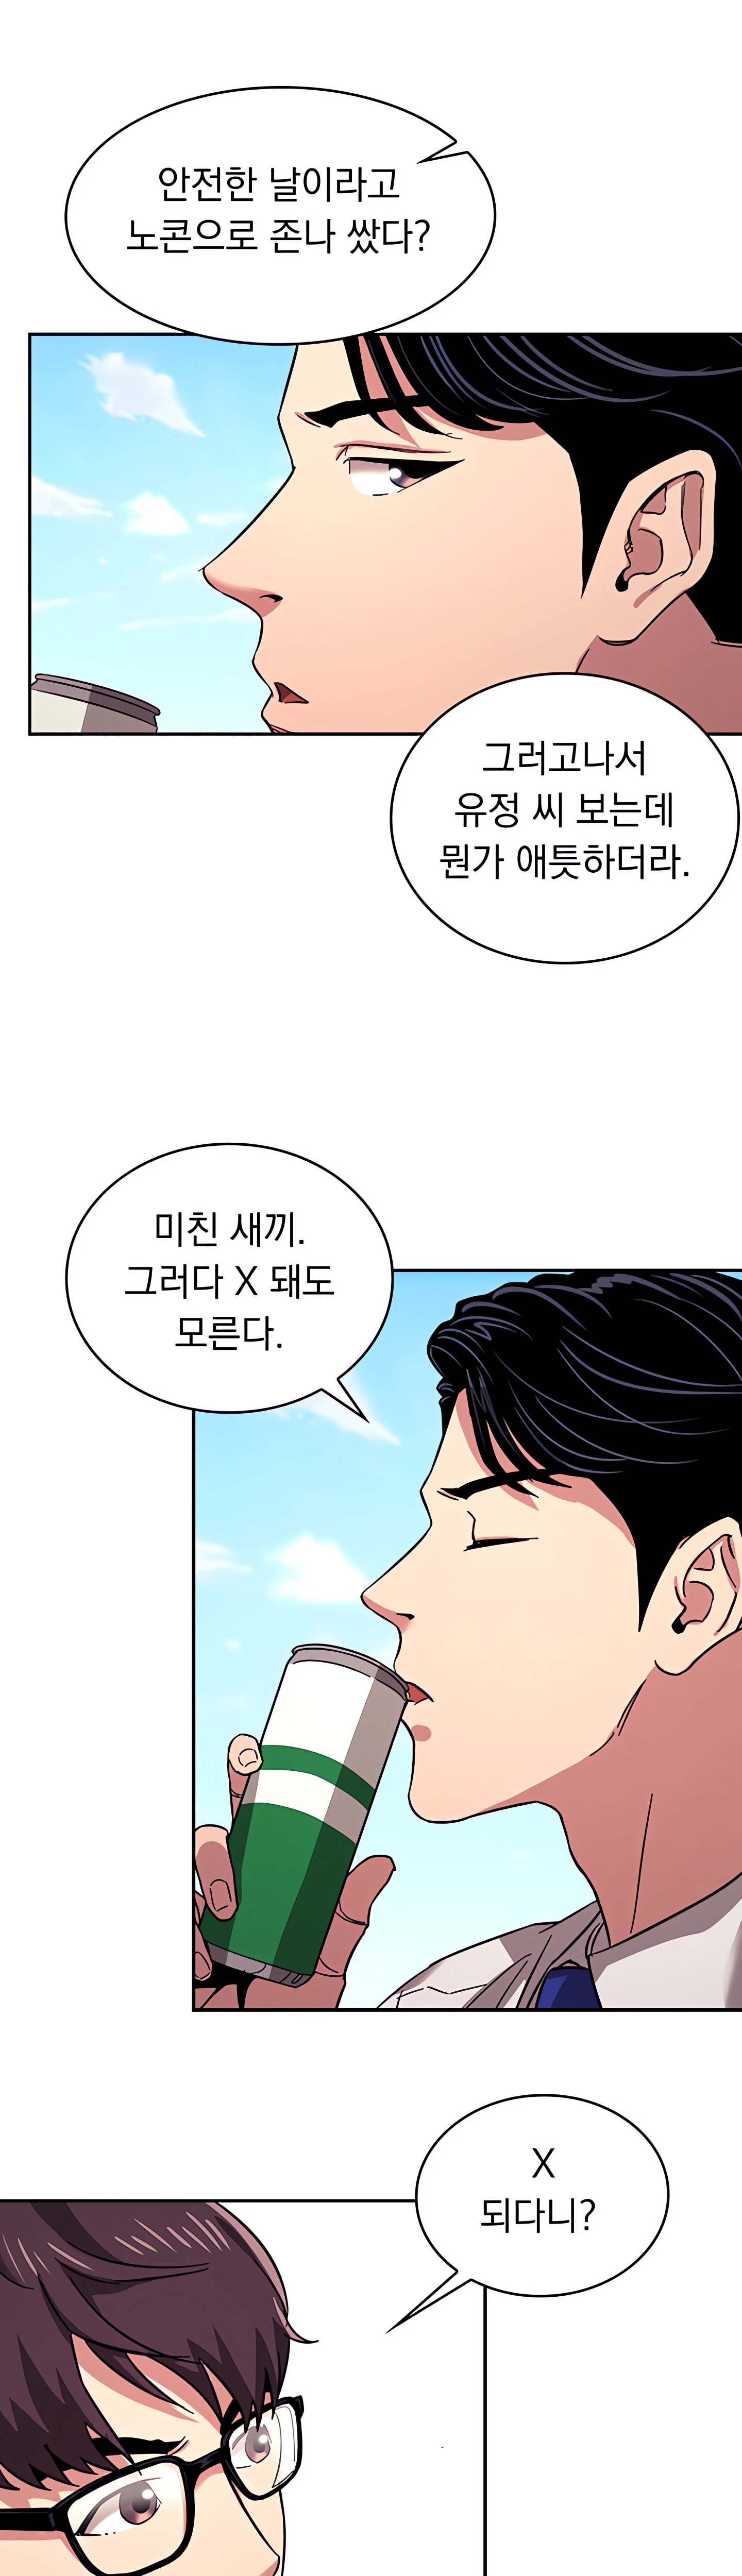 안전한 날이라고
노콘으로 존나 쌌다?
그러고나서
유정 씨 보는데
뭔가 애틋하더라.
미친 새끼.
그러다 X 돼도
모른다.
X
되다니?